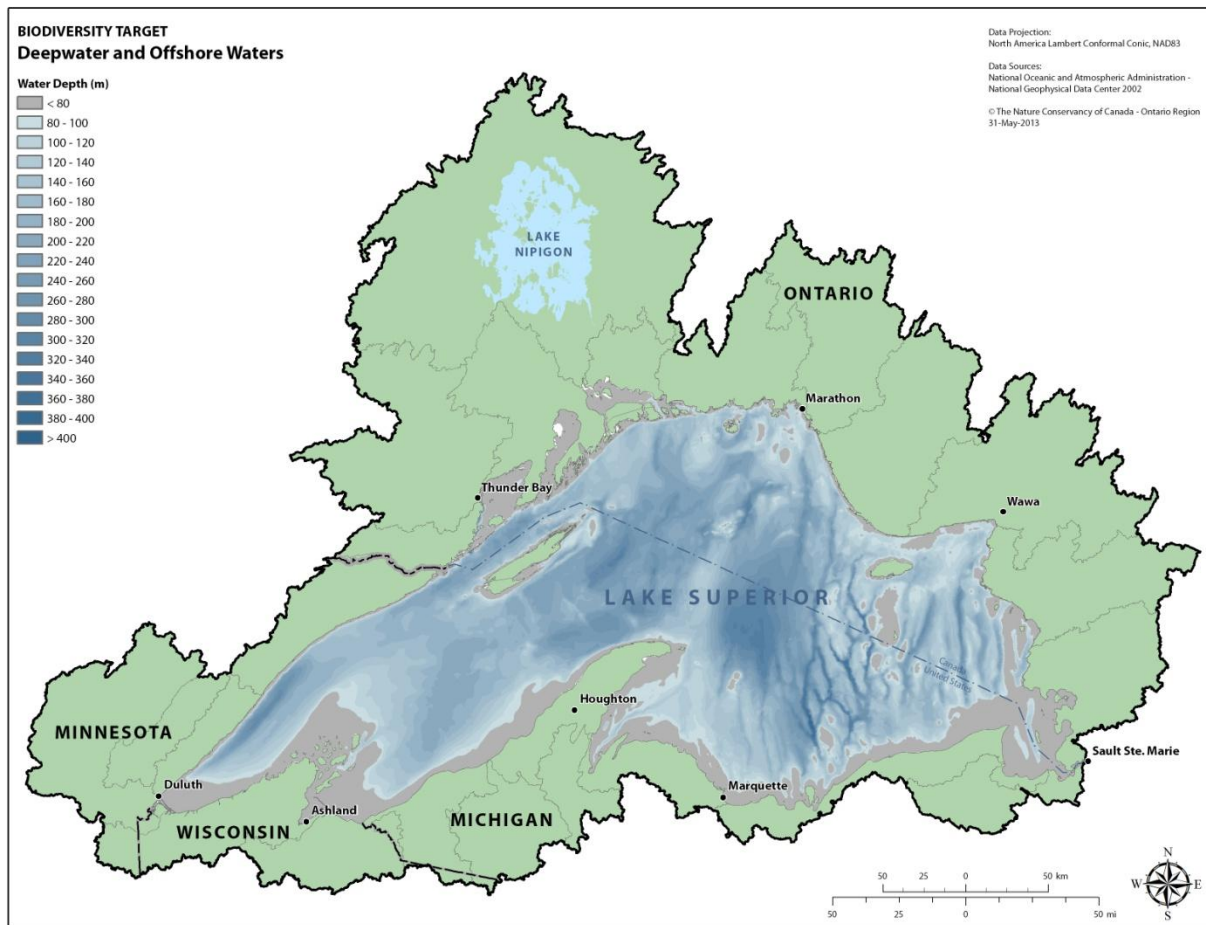 BIODIVERSITY TARGET
Deepwater and Offshore Waters
Water Depth (m)
< 80
80 - 100
100 - 120
120 - 140
140 - 160
160 - 180
180 - 200
200 - 220
220 - 240
240 - 260
260 - 280
280 - 300
300 - 320
320 - 340
340 - 360
360 - 380
380 - 400
> 400
Data Projection:
North America Lambert Conformal Conic, NAD83
Data Sources:
National Oceanic and Atmospheric Administration -
National Geophysical Data Center 2002
© The Nature Conservancy of Canada - Ontario Region
31-May-2013
LAKE
NIPIGON
ONTARIO
Marathon
Thunder Bay
Wawa
LAKE SUPERIOR
Canada
United States
Houghton
MINNESOTA
Sault Ste. Marie
Duluth
Marquette
Ashland
WISCONSIN
MICHIGAN
N
W E
S
50 25 0 50 km
50 25 0 50 mi